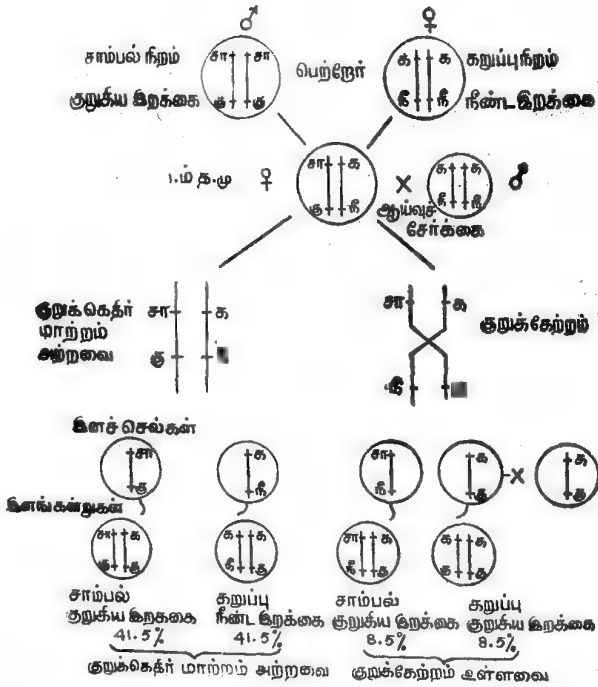 ♂ ♀
சாம்பல் நிறம் சா சா பெற்றோர் க க கறுப்புநிறம்
குறுகிய இறக்கை கு கு நீ நீ நீண்ட இறக்கை
ம் த.மு ♀ சா க × க க ♂
கு நீ நீ நீ
ஆய்வுச்
சேர்க்கை
குறுக்கெதிர் சா க சா க குறுக்கேற்றம்
மாற்றம்
அற்றவை கு நீ
இளச் செல்கள்
சா க சா க × க
கு நீ நீ கு
இளங்கன்றுகள்
சா க க க சா க க க
கு கு நீ கு நீ கு கு கு
சாம்பல் கறுப்பு சாம்பல் கறுப்பு
குறுகிய இறககை நீண்ட இறக்கை குறுகிய இறக்கை குறுகிய இறக்கை
41.5% 41.5% 8.5% 8.5%
குறுக்கெதிர் மாற்றம் அற்றவை குறுக்கேற்றம் உள்ளவை